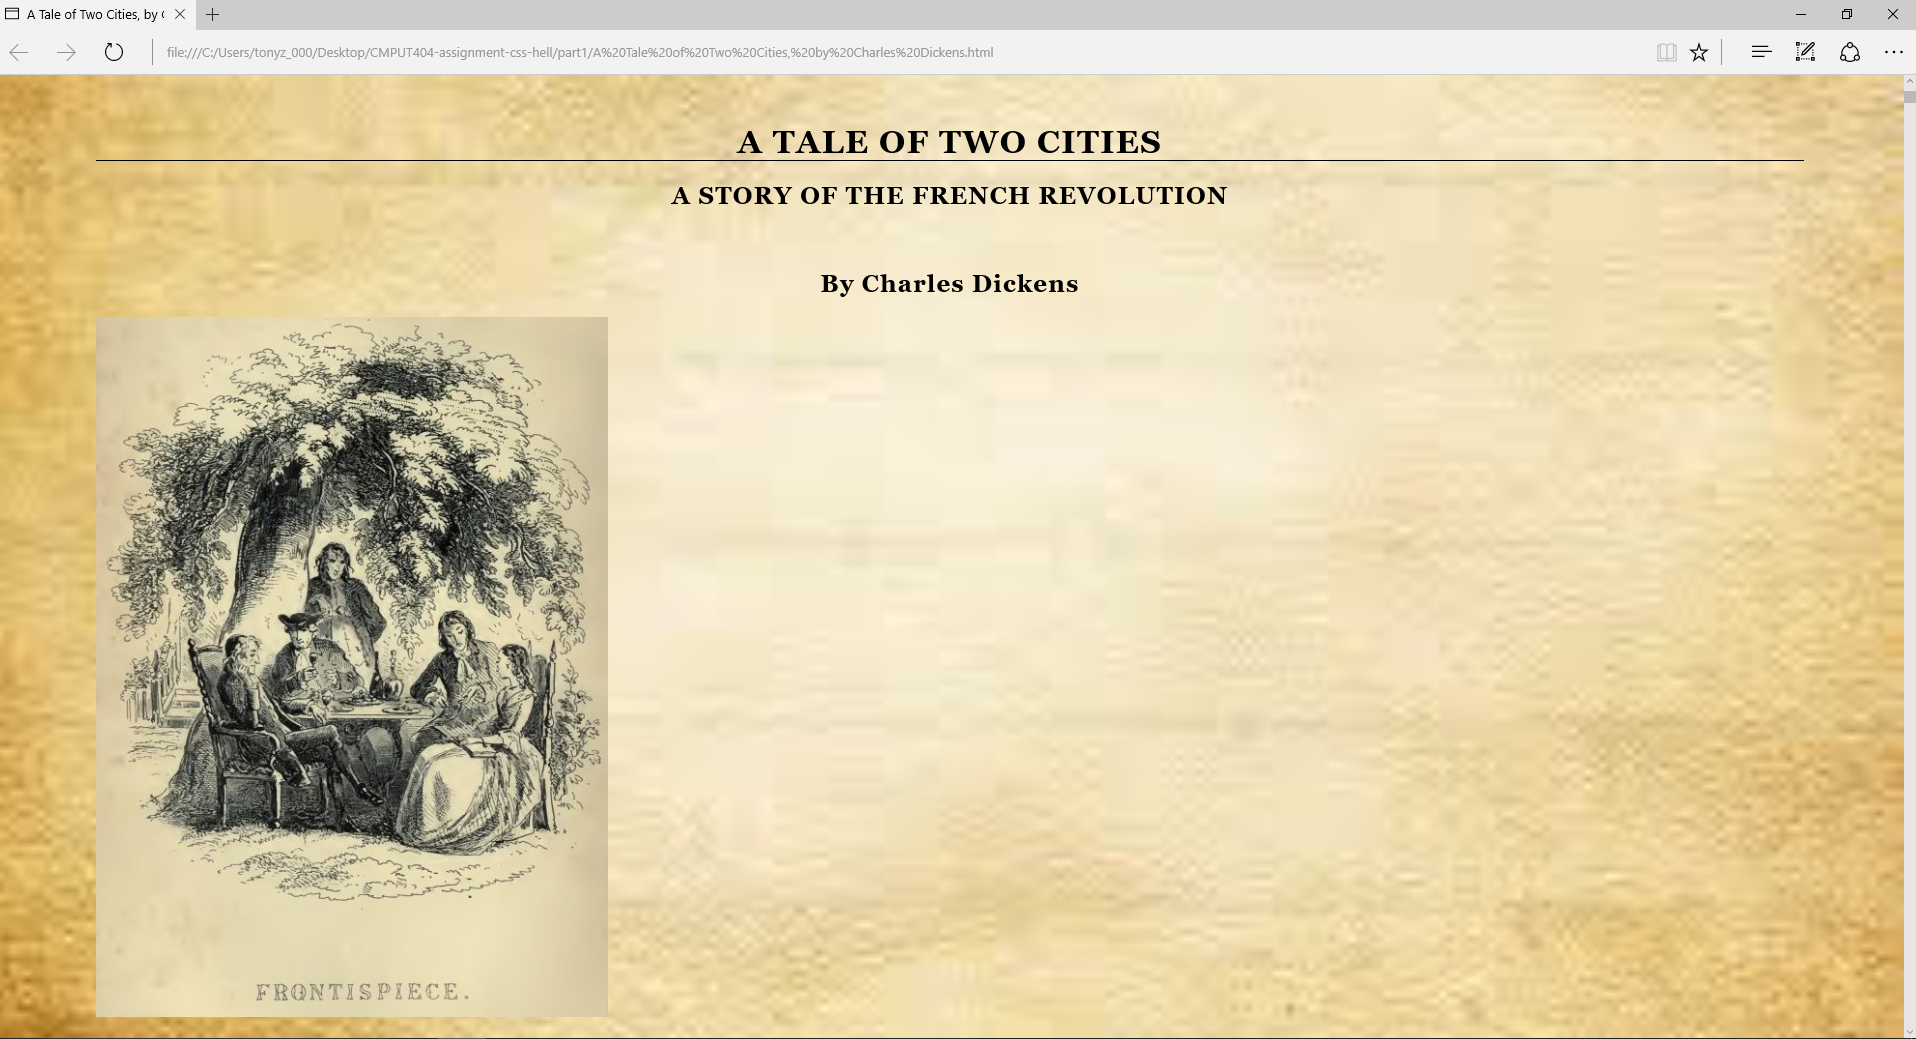 A Tale of Two Cities, by
file:///C:/Users/tonyz_000/Desktop/CMPUT404-assignment-css-hell/part1/A%20Tale%20of%20Two%20Cities,%20by%20Charles%20Dickens.html
A TALE OF TWO CITIES
A STORY OF THE FRENCH REVOLUTION
By Charles Dickens
FRONTISPIECE.